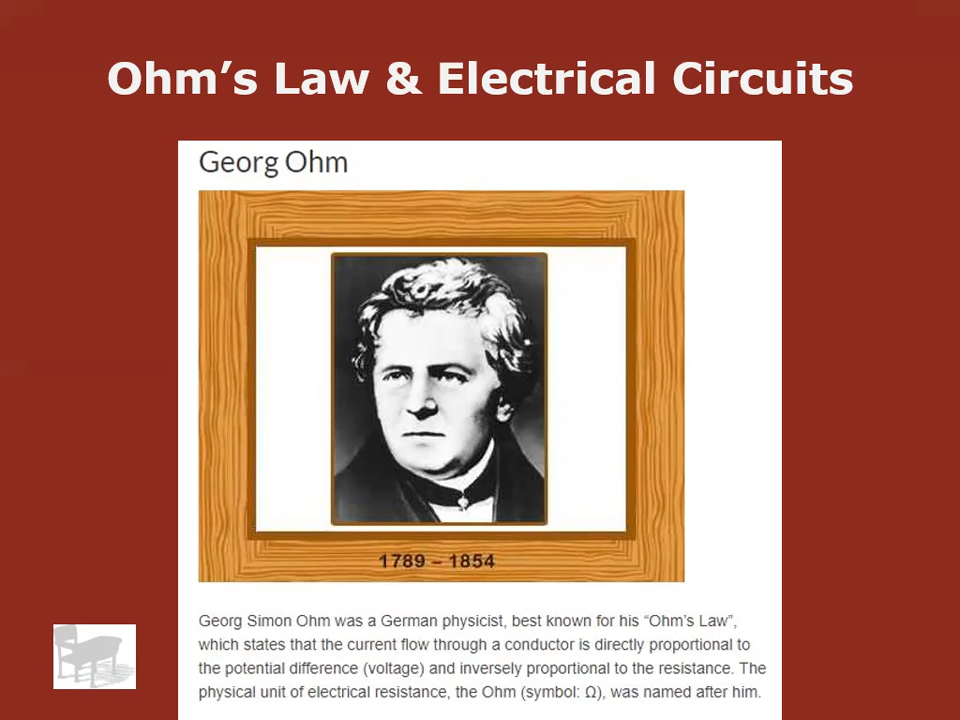 Ohm’s Law & Electrical Circuits
Georg Ohm
1789 – 1854
Georg Simon Ohm was a German physicist, best known for his “Ohm’s Law”,
which states that the current flow through a conductor is directly proportional to
the potential difference (voltage) and inversely proportional to the resistance. The
physical unit of electrical resistance, the Ohm (symbol: Ω), was named after him.